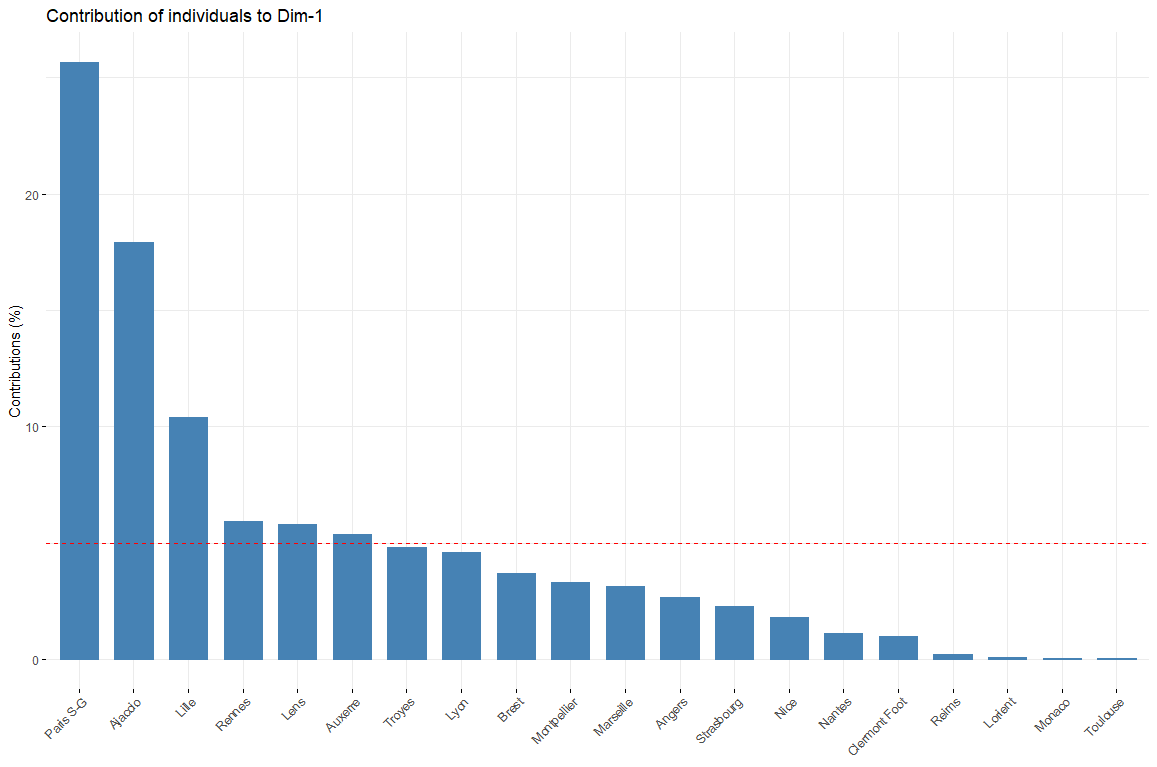 Contribution of individuals to Dim-1
Contributions (%)
20
10
0
Paris S-G
Ajaccio
Lille
Rennes
Lens
Auxerre
Troyes
Lyon
Brest
Montpellier
Marseille
Angers
Strasbourg
Nice
Nantes
Clermont Foot
Reims
Lorient
Monaco
Toulouse